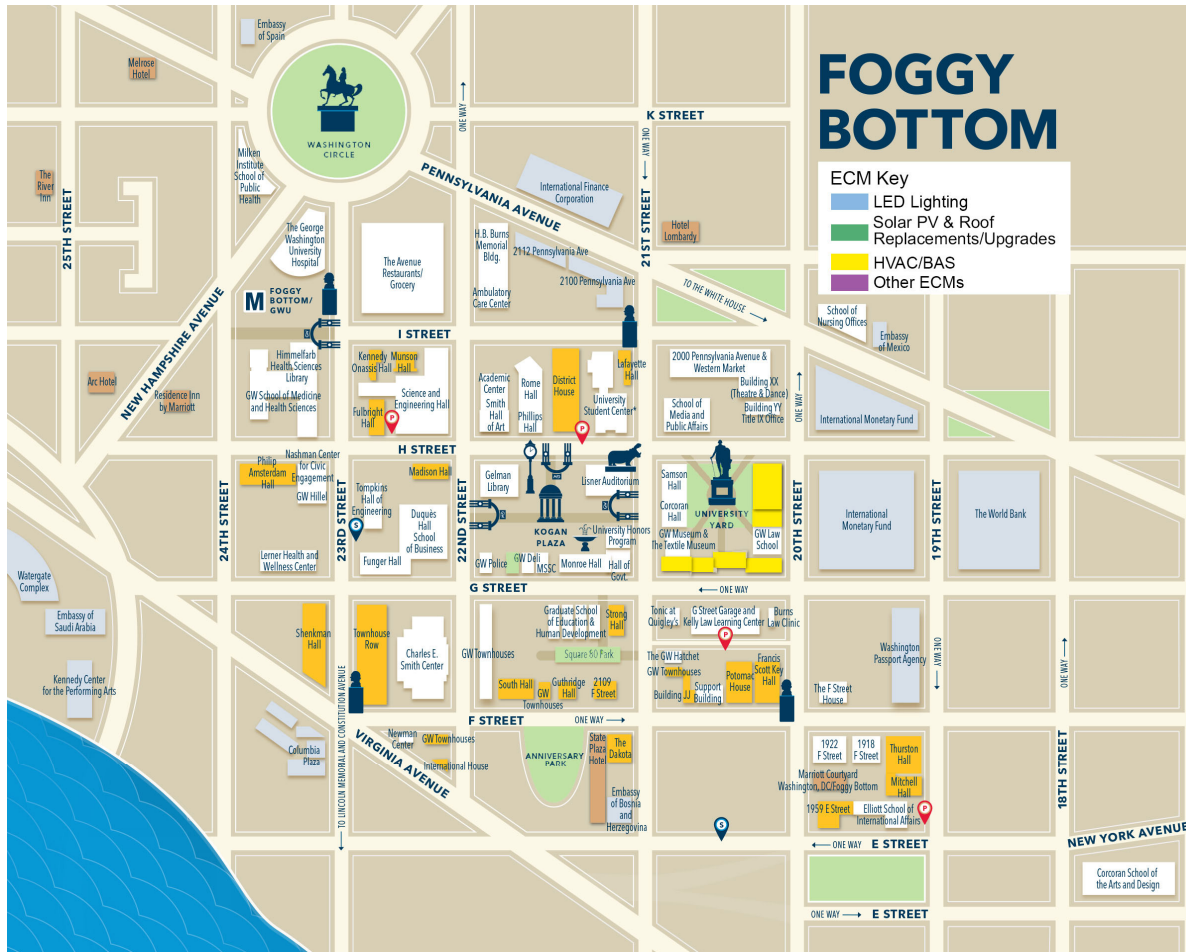 FOGGY
BOTTOM
ECM Key
LED Lighting
Solar PV & Roof
Replacements/Upgrades
HVAC/BAS
Other ECMs
Embassy
of Spain
Melrose
Hotel
WASHINGTON
CIRCLE
ONE WAY
K STREET
ONE WAY
The
River
Inn
25TH STREET
Milken
Institute
School of
Public
Health
PENNSYLVANIA AVENUE
International Finance
Corporation
21ST STREET
Hotel
Lombardy
The George
Washington
University
Hospital
The Avenue
Restaurants/
Grocery
H.B. Burns
Memorial
Bldg.
2112 Pennsylvania Ave
2100 Pennsylvania Ave
Ambulatory
Care Center
TO THE WHITE HOUSE
M
FOGGY
BOTTOM/
GWU
NEW HAMPSHIRE AVENUE
I STREET
School of
Nursing Offices
Embassy
of Mexico
Himmelfarb
Health Sciences
Library
GW School of Medicine
and Health Sciences
Kennedy
Onassis Hall
Munson
Hall
Science and
Engineering Hall
Fulbright
Hall
P
Academic
Center
Smith
Hall
of Art
Rome
Hall
Phillips
Hall
District
House
P
University
Student Center*
Lafayette
Hall
2000 Pennsylvania Avenue &
Western Market
Building XX
(Theatre & Dance)
Building YY
Title IX Office
School of
Media and
Public Affairs
ONE WAY
International Monetary Fund
Arc Hotel
Residence Inn
by Marriott
H STREET
24TH STREET
Philip
Amsterdam
Hall
Nashman Center
for Civic
Engagement
GW Hillel
23RD STREET
S
Tompkins
Hall of
Engineering
Madison Hall
Duquès
Hall
School
of Business
Funger Hall
Lerner Health and
Wellness Center
22ND STREET
Gelman
Library
KOGAN
PLAZA
Lisner Auditorium
University Honors
Program
GW Police
GW Deli
MSSC
Monroe Hall
Hall of
Govt.
Samson
Hall
Corcoran
Hall
UNIVERSITY
YARD
GW Museum &
The Textile Museum
GW Law
School
20TH STREET
International
Monetary Fund
19TH STREET
The World Bank
G STREET
ONE WAY
Watergate
Complex
Embassy of
Saudi Arabia
Kennedy Center
for the Performing Arts
Shenkman
Hall
Townhouse
Row
Charles E.
Smith Center
GW Townhouses
Graduate School
of Education &
Human Development
Strong
Hall
Square 80 Park
South Hall
GW
Townhouses
Guthridge
Hall
2109
F Street
Tonic at
Quigley's
G Street Garage and
Kelly Law Learning Center
Burns
Law Clinic
P
The GW Hatchet
GW Townhouses
Building JJ
Support
Building
Potomac
House
Francis
Scott Key
Hall
Washington
Passport Agency
The F Street
House
ONE WAY
ONE WAY
F STREET
ONE WAY
TO LINCOLN MEMORIAL AND CONSTITUTION AVENUE
VIRGINIA AVENUE
Columbia
Plaza
Newman
Center
GW Townhouses
International House
ANNIVERSARY
PARK
State
Plaza
Hotel
The
Dakota
Embassy
of Bosnia
and
Herzegovina
S
1922
F Street
1918
F Street
Thurston
Hall
Marriott Courtyard
Washington, DC/Foggy Bottom
Mitchell
Hall
1959 E Street
Elliott School of
International Affairs
P
18TH STREET
ONE WAY
E STREET
NEW YORK AVENUE
Corcoran School of
the Arts and Design
ONE WAY
E STREET